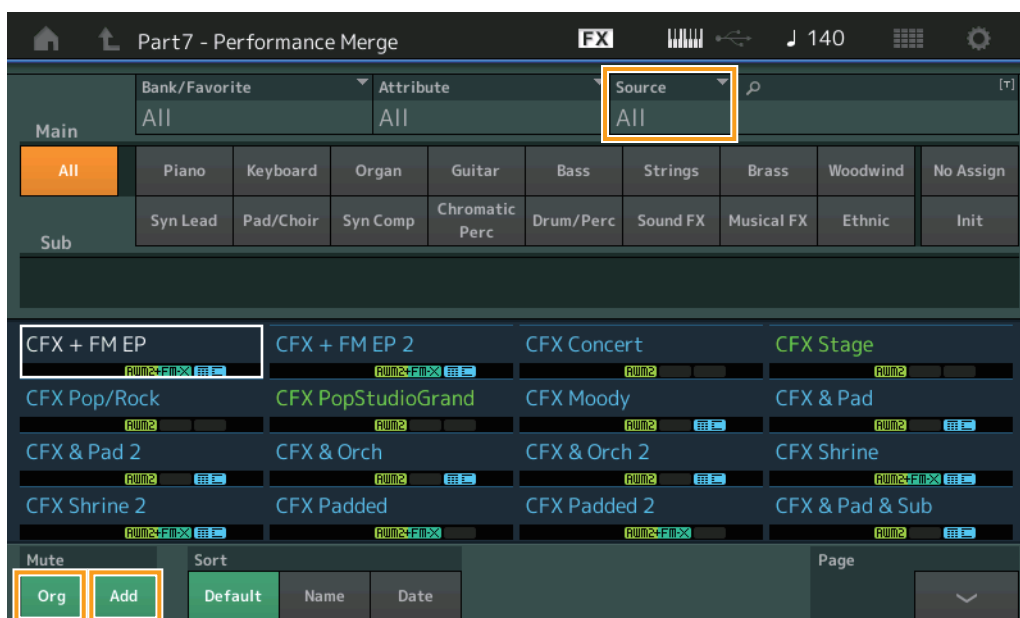 Part7 - Performance Merge FX ♩ 140
Bank/Favorite Attribute Source [T]
Main All All All
All Piano Keyboard Organ Guitar Bass Strings Brass Woodwind No Assign
Sub Syn Lead Pad/Choir Syn Comp Chromatic Perc Drum/Perc Sound FX Musical FX Ethnic Init
CFX + FM EP CFX + FM EP 2 CFX Concert CFX Stage
AWM2+FM-X AWM2+FM-X AWM2 AWM2
CFX Pop/Rock CFX PopStudioGrand CFX Moody CFX & Pad
AWM2 AWM2 AWM2 AWM2
CFX & Pad 2 CFX & Orch CFX & Orch 2 CFX Shrine
AWM2 AWM2 AWM2 AWM2+FM-X
CFX Shrine 2 CFX Padded CFX Padded 2 CFX & Pad & Sub
AWM2+FM-X AWM2+FM-X AWM2+FM-X AWM2
Mute Sort Page
Org Add Default Name Date